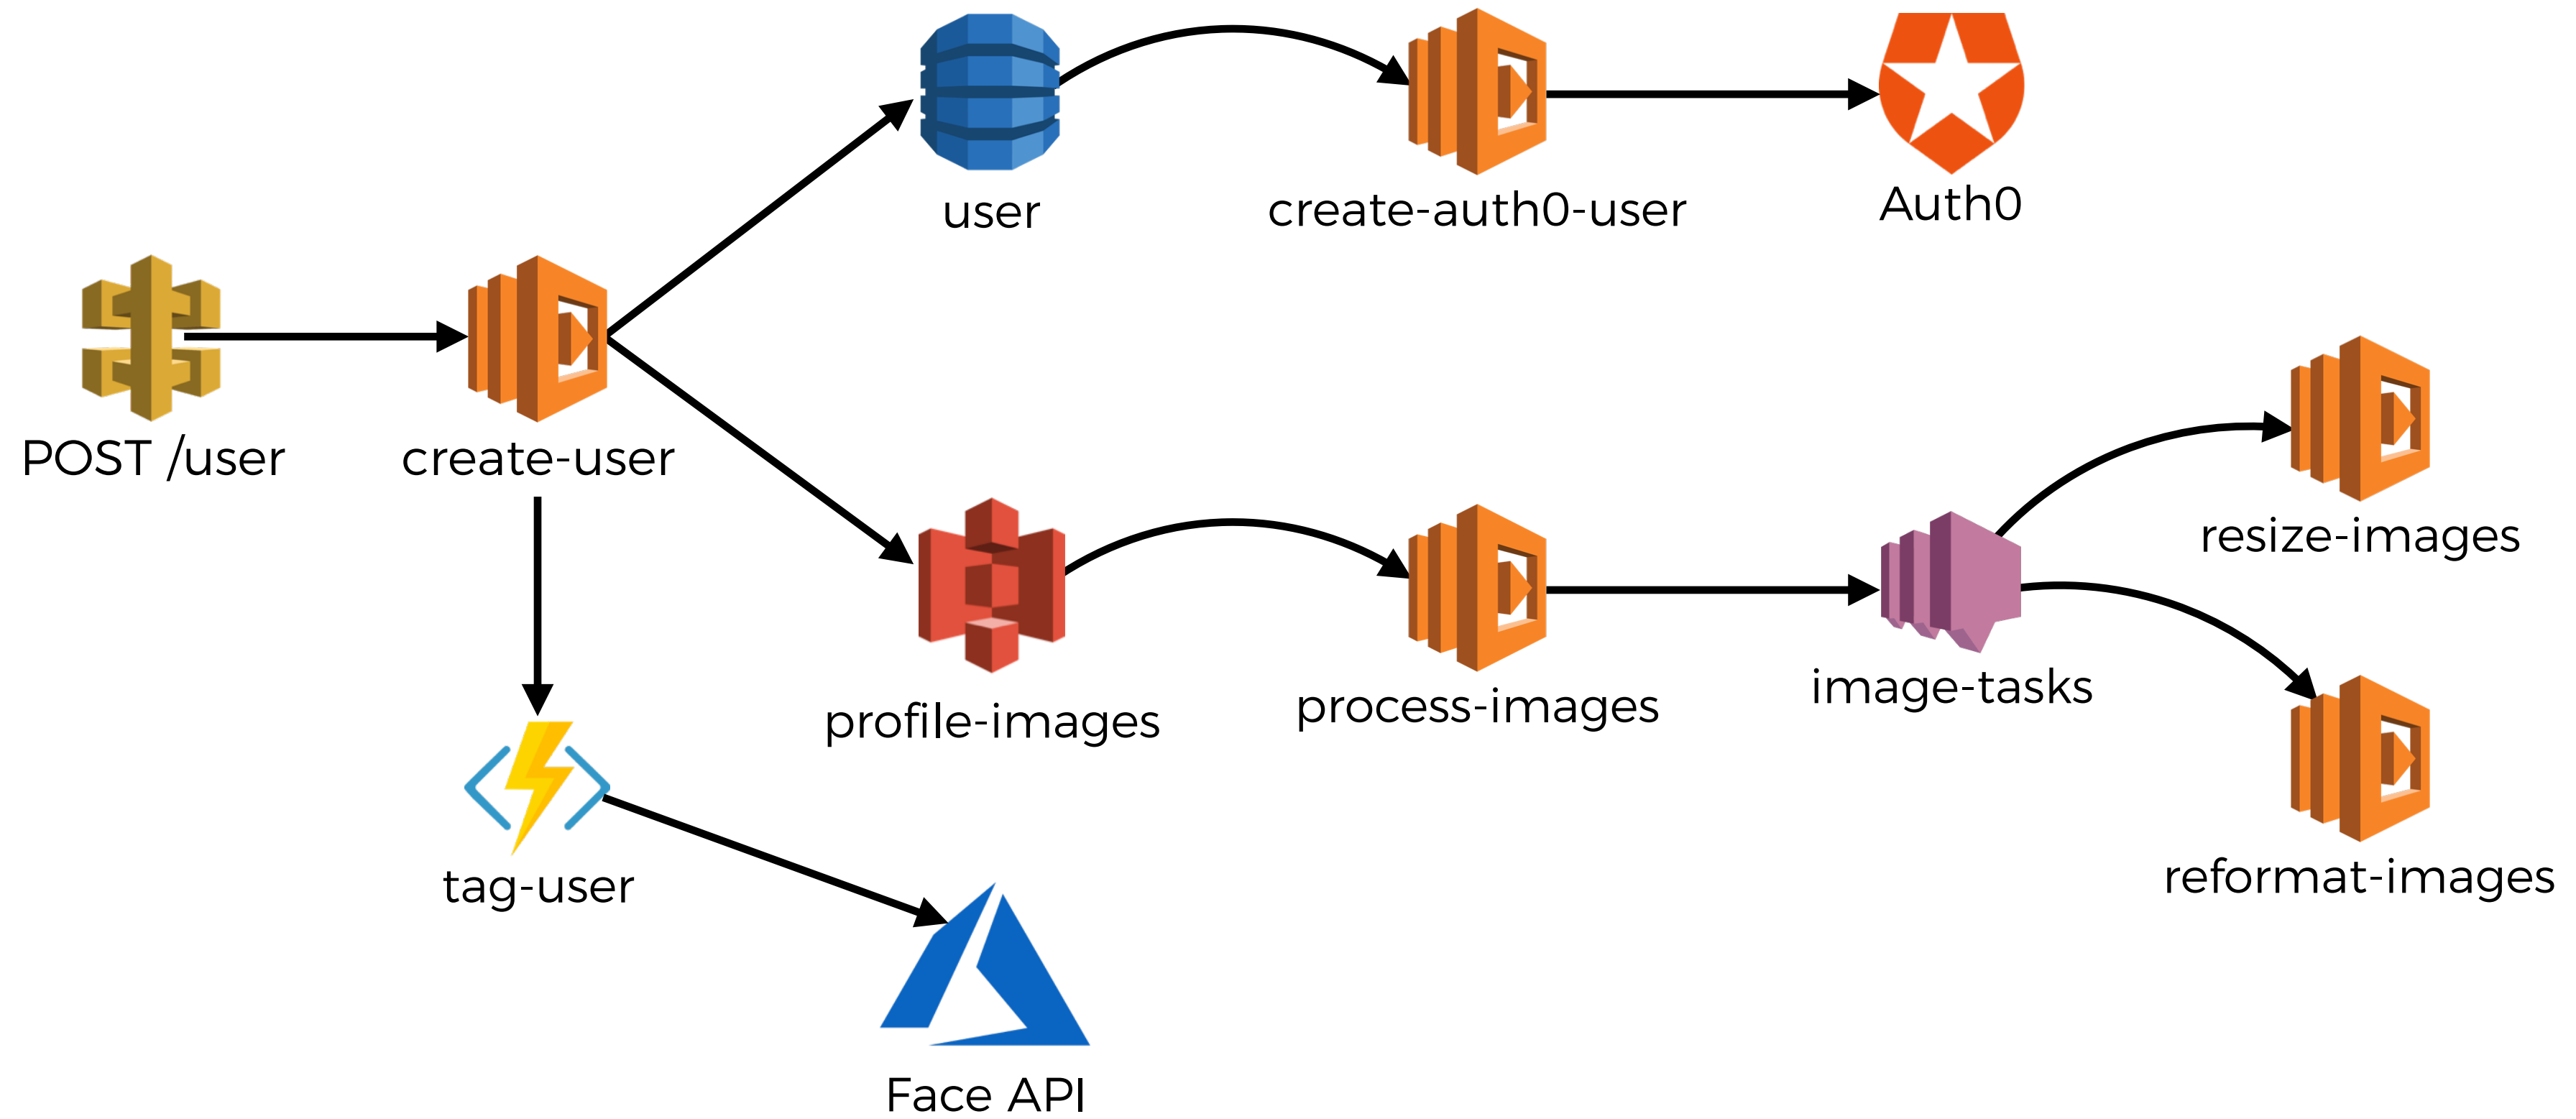 user
create-auth0-user
Auth0
POST /user
create-user
resize-images
profile-images
process-images
image-tasks
tag-user
reformat-images
Face API